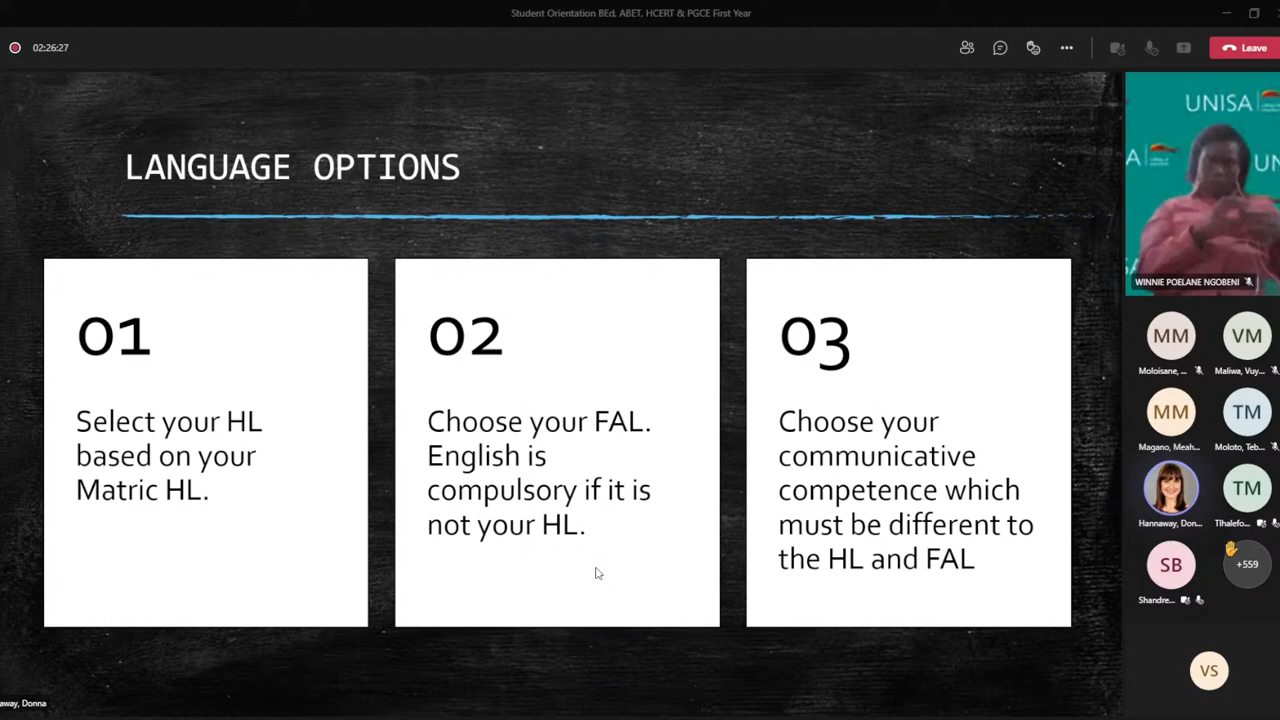 Student Orientation BEd, ABET, HCERT & PGCE First Year
02:26:27
Leave
LANGUAGE OPTIONS
01
Select your HL
based on your
Matric HL.
02
Choose your FAL.
English is
compulsory if it is
not your HL.
03
Choose your
communicative
competence which
must be different to
the HL and FAL
UNISA
UN
WINNIE POELANE NGOBENI
MM
VM
Moloisane, ...
Maliwa, Vuy...
MM
TM
Magano, Meah...
Moloto, Teb...
TM
Hannaway, Don...
Tlhalefo...
SB
+559
Shandre...
VS
away, Donna